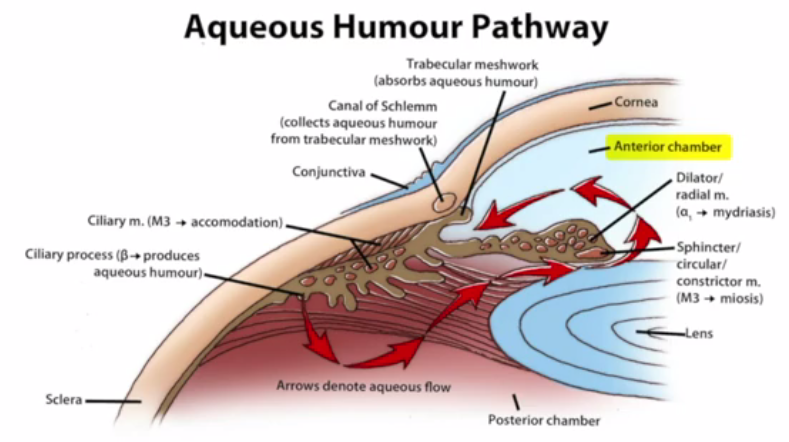 Aqueous Humour Pathway
Trabecular meshwork
(absorbs aqueous humour)
Canal of Schlemm
(collects aqueous humour
from trabecular meshwork)
Conjunctiva
Ciliary m. (M3 → accomodation)
Ciliary process (β→ produces
aqueous humour)
Sclera
Arrows denote aqueous flow
Cornea
Anterior chamber
Dilator/
radial m.
(α₁ → mydriasis)
Sphincter/
circular/
constrictor m.
(M3 → miosis)
Lens
Posterior chamber